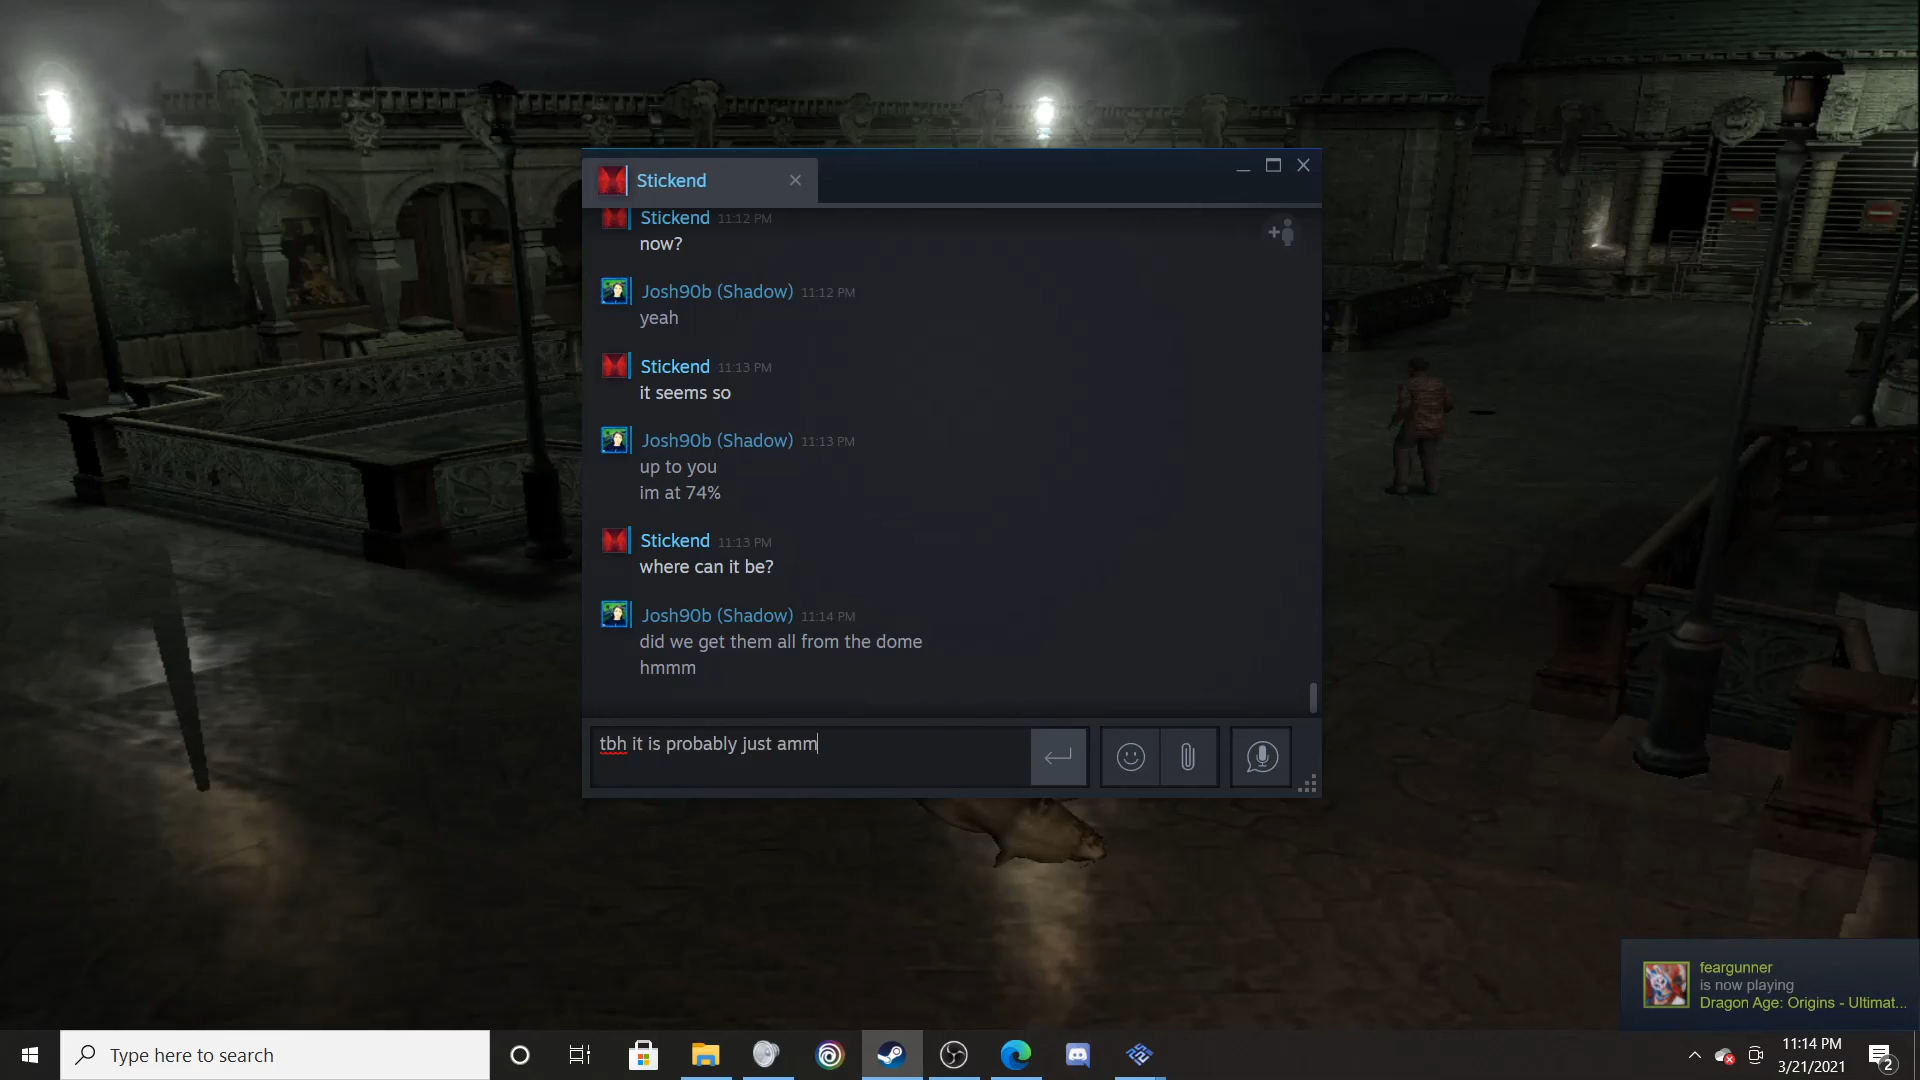 Stickend
Stickend 11:12 PM
now?
Josh90b (Shadow) 11:12 PM
yeah
Stickend 11:13 PM
it seems so
Josh90b (Shadow) 11:13 PM
up to you
im at 74%
Stickend 11:13 PM
where can it be?
Josh90b (Shadow) 11:14 PM
did we get them all from the dome
hmmm
tbh it is probably just amm
feargunner
is now playing
Dragon Age: Origins - Ultimat...
Type here to search
11:14 PM
3/21/2021
2